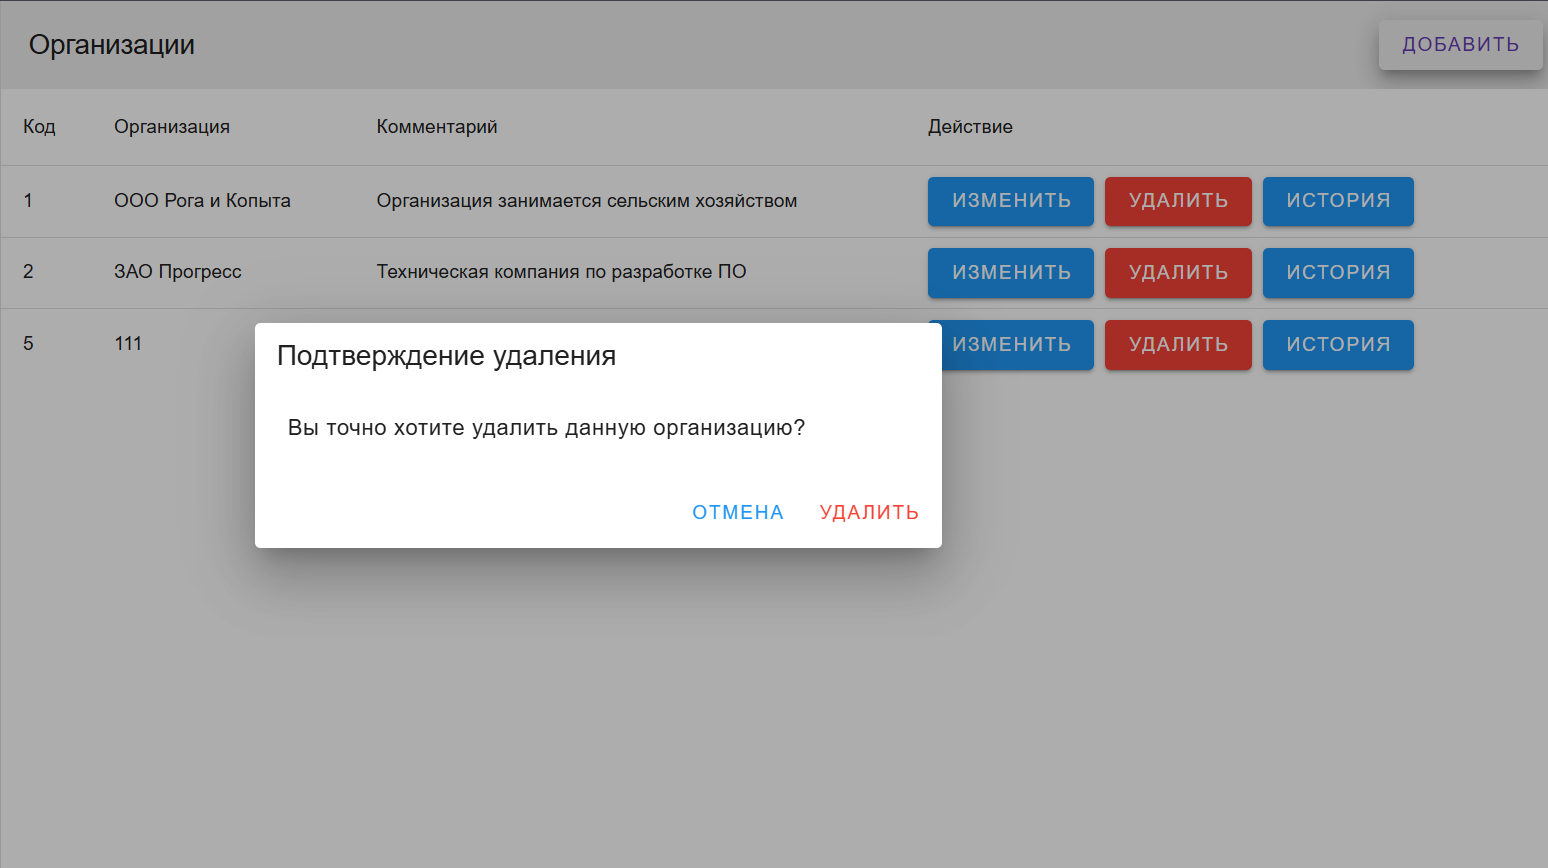 Организации
ДОБАВИТЬ
Код Организация Комментарий Действие
1 ООО Рога и Копыта Организация занимается сельским хозяйством ИЗМЕНИТЬ УДАЛИТЬ ИСТОРИЯ
2 ЗАО Прогресс Техническая компания по разработке ПО ИЗМЕНИТЬ УДАЛИТЬ ИСТОРИЯ
5 111 ИЗМЕНИТЬ УДАЛИТЬ ИСТОРИЯ
Подтверждение удаления
Вы точно хотите удалить данную организацию?
ОТМЕНА УДАЛИТЬ